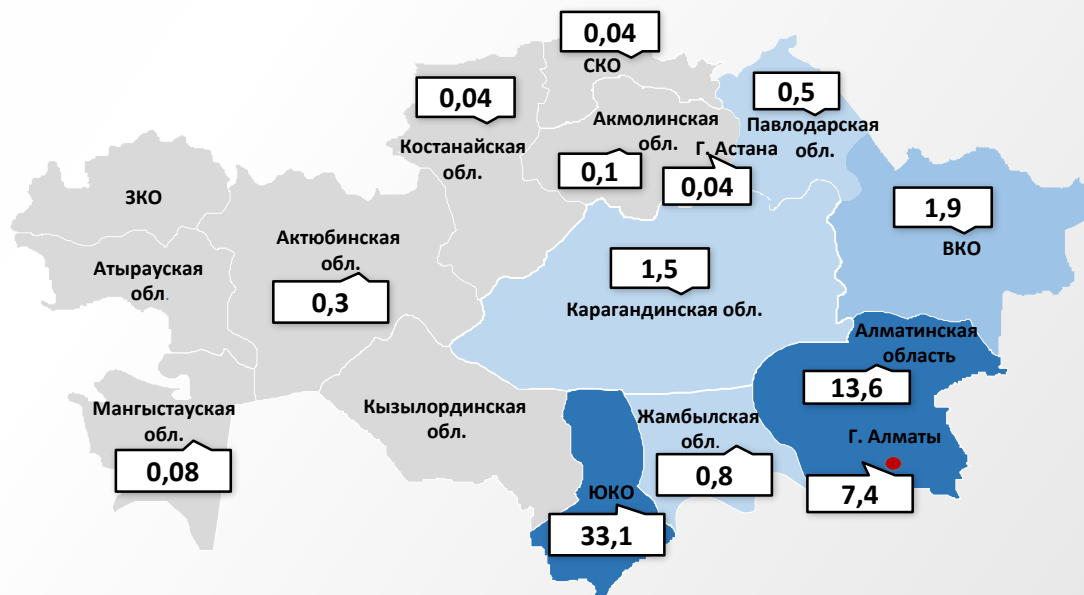 0,04
СКО
0,04
Костанайская
обл.
Акмолинская
обл.
0,1
Г. Астана
0,04
0,5
Павлодарская
обл.
ЗКО
Атырауская
обл.
Актюбинская
обл.
0,3
1,5
Карагандинская обл.
1,9
ВКО
Алматинская
область
13,6
Г. Алматы
7,4
Мангыстауская
обл.
0,08
Кызылординская
обл.
Жамбылская
обл.
0,8
ЮКО
33,1